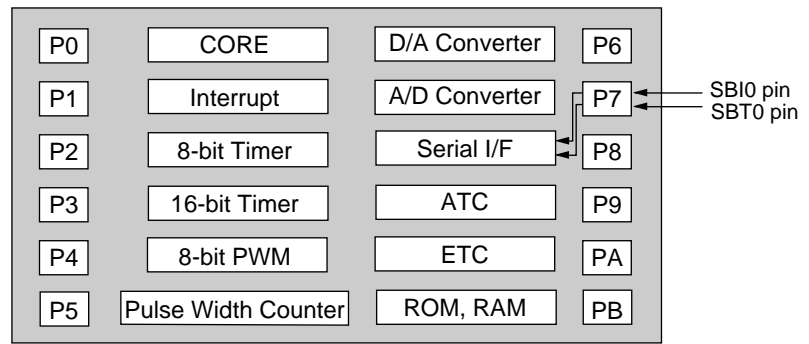 P0 CORE D/A Converter P6
P1 Interrupt A/D Converter P7 SBI0 pin
SBT0 pin
P2 8-bit Timer Serial I/F P8
P3 16-bit Timer ATC P9
P4 8-bit PWM ETC PA
P5 Pulse Width Counter ROM, RAM PB